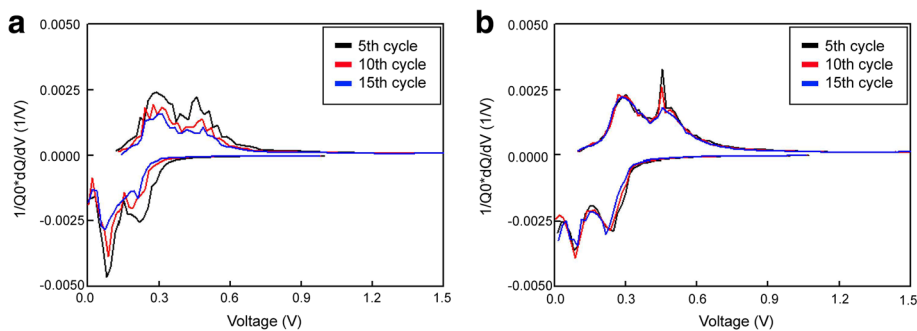 a
0.0050
0.0025
0.0000
-0.0025
-0.0050
1/Q0*dQ/dV (1/V)
5th cycle
10th cycle
15th cycle
0.0
0.3
0.6
0.9
1.2
1.5
Voltage (V)
b
0.0050
0.0025
0.0000
-0.0025
-0.0050
1/Q0*dQ/dV (1/V)
5th cycle
10th cycle
15th cycle
0.0
0.3
0.6
0.9
1.2
1.5
Voltage (V)